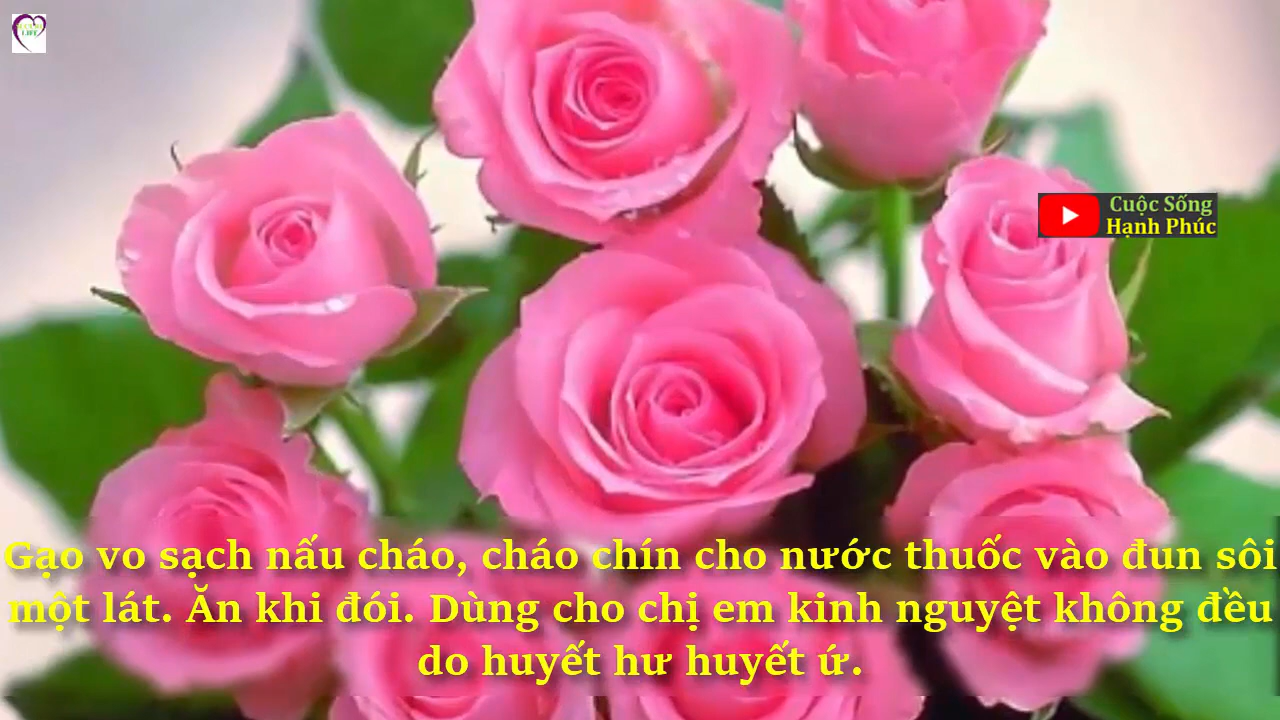 Cuộc Sống
Hạnh Phúc
Gạo vo sạch nấu cháo, cháo chín cho nước thuốc vào đun sôi
một lát. Ăn khi đói. Dùng cho chị em kinh nguyệt không đều
do huyết hư huyết ứ.